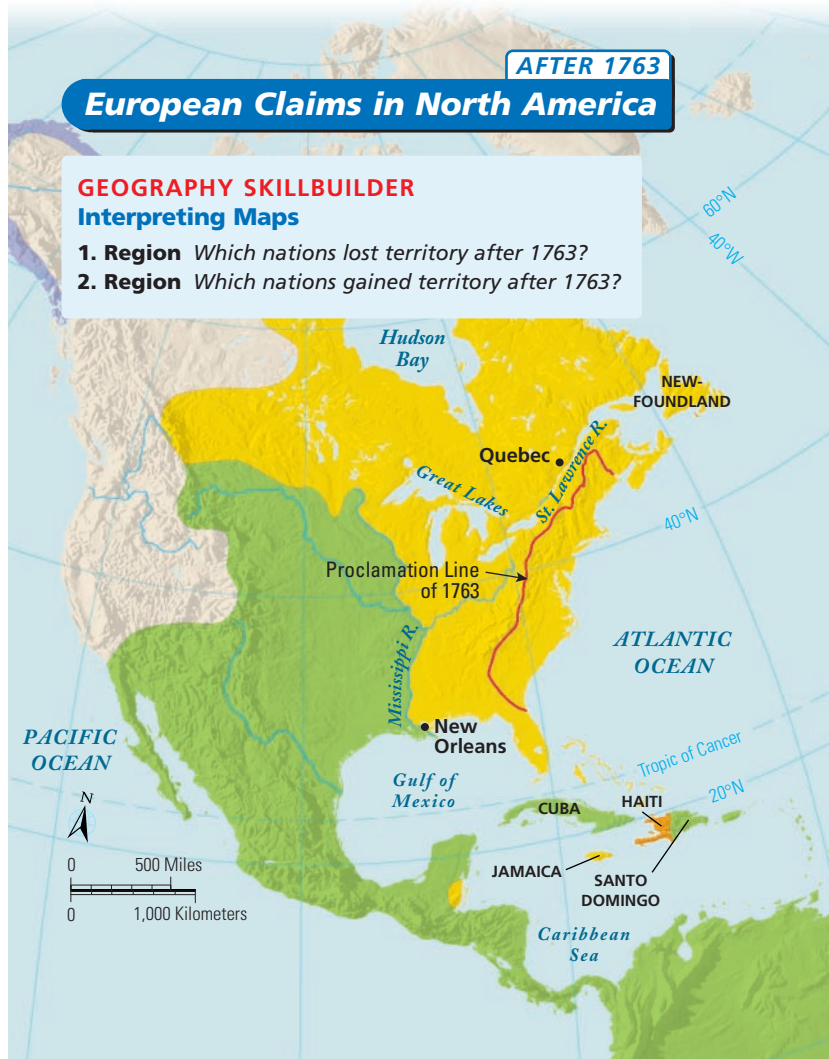 AFTER 1763
European Claims in North America
GEOGRAPHY SKILLBUILDER
Interpreting Maps
1. Region Which nations lost territory after 1763?
2. Region Which nations gained territory after 1763?
60°N
40°W
Hudson
Bay
NEW-
FOUNDLAND
Quebec
St. Lawrence R.
Great Lakes
40°N
Proclamation Line
of 1763
Mississippi R.
ATLANTIC
OCEAN
PACIFIC
OCEAN
New
Orleans
Gulf of
Mexico
Tropic of Cancer
20°N
CUBA
HAITI
JAMAICA
SANTO
DOMINGO
Caribbean
Sea
N
0 500 Miles
0 1,000 Kilometers